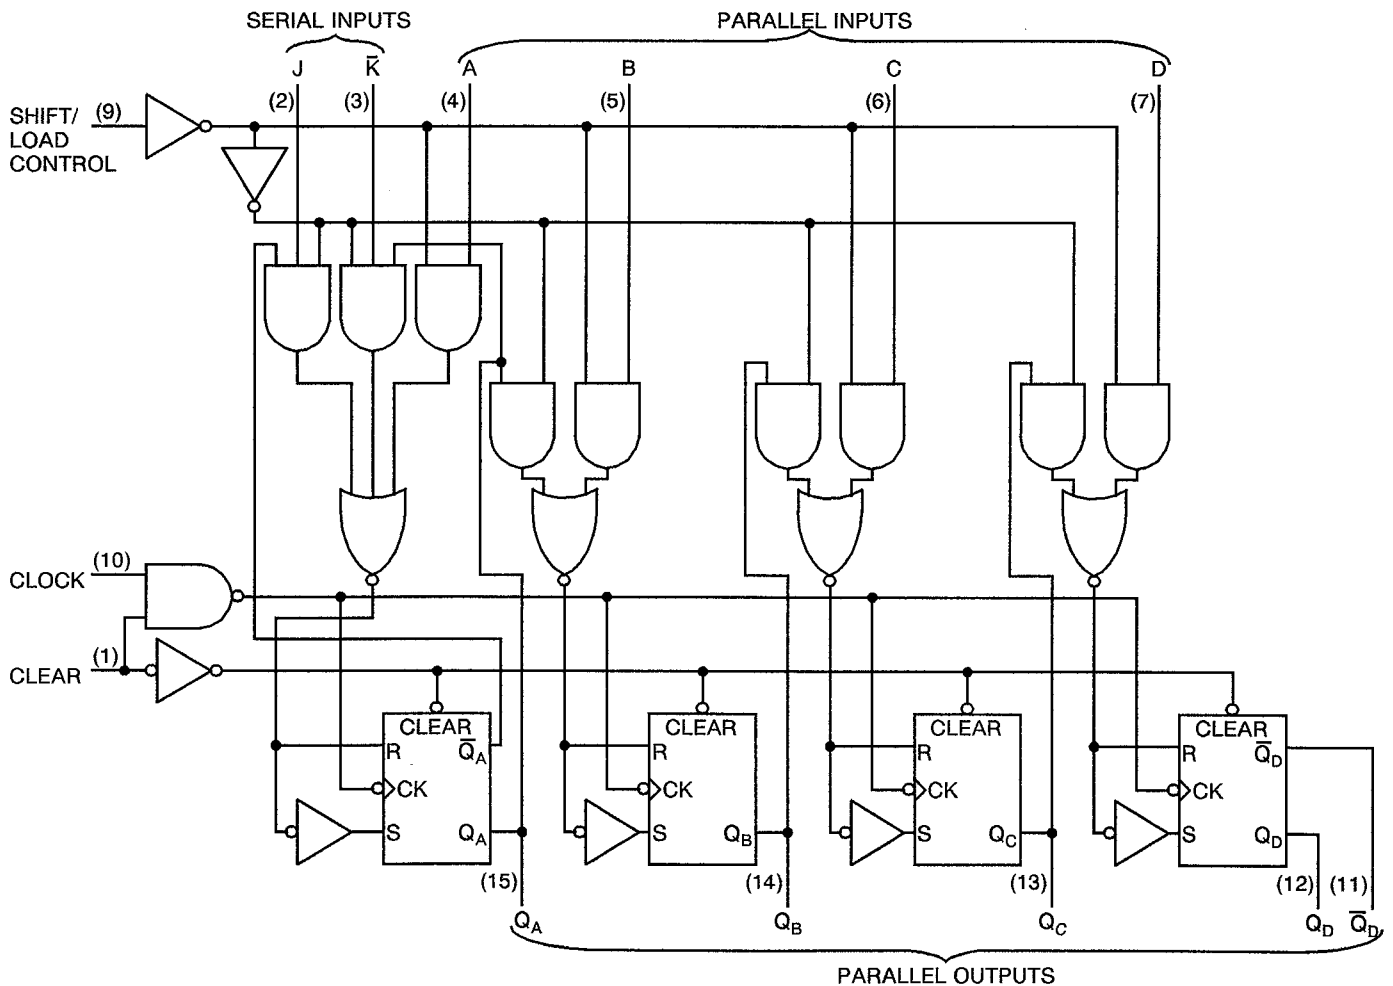 SERIAL INPUTS
PARALLEL INPUTS
J K̅ A B C D
(2) (3) (4) (5) (6) (7)
SHIFT/
LOAD
CONTROL
(9)
CLOCK
(10)
CLEAR
(1)
CLEAR
R
Q̅A
CK
S
QA
(15)
CLEAR
R
CK
S
QB
(14)
CLEAR
R
CK
S
QC
(13)
CLEAR
R
Q̅D
CK
S
QD
(12) (11)
QA QB QC QD Q̅D
PARALLEL OUTPUTS